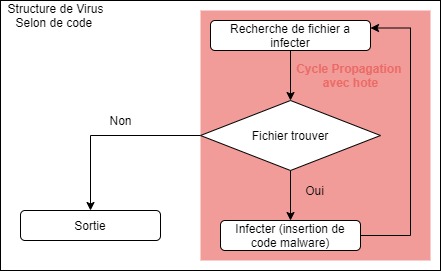 Structure de Virus
Selon de code
Recherche de fichier a
infecter
Cycle Propagation
avec hote
Non
Fichier trouver
Oui
Sortie
Infecter (insertion de
code malware)